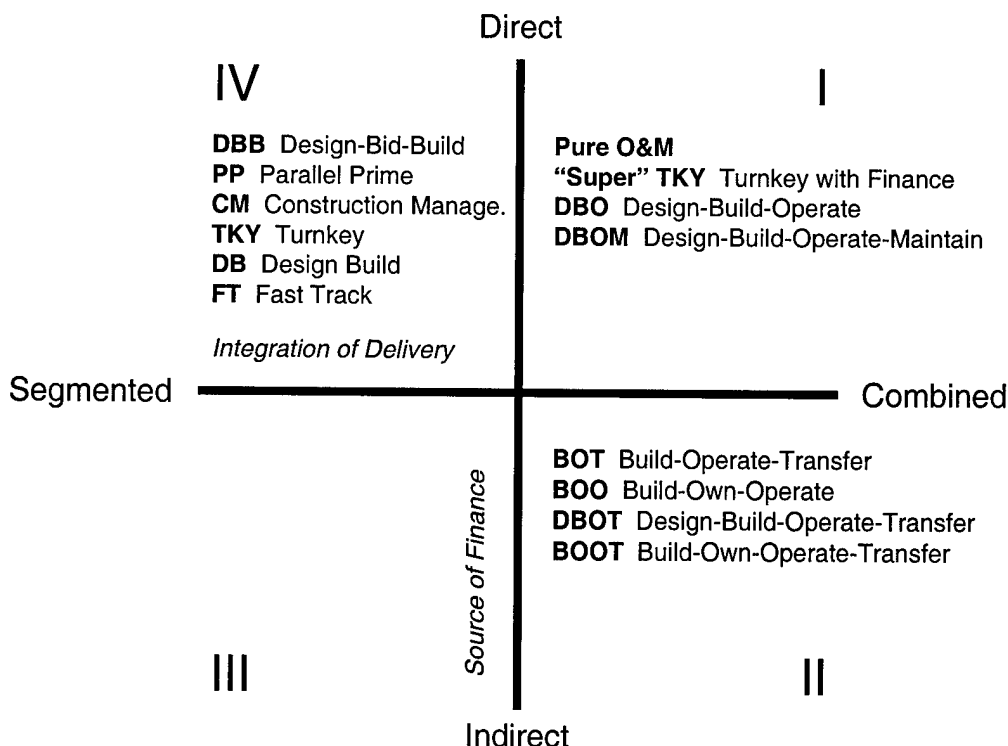 Direct
IV
DBB Design-Bid-Build
PP Parallel Prime
CM Construction Manage.
TKY Turnkey
DB Design Build
FT Fast Track
Integration of Delivery
I
Pure O&M
“Super” TKY Turnkey with Finance
DBO Design-Build-Operate
DBOM Design-Build-Operate-Maintain
Segmented
Combined
Source of Finance
BOT Build-Operate-Transfer
BOO Build-Own-Operate
DBOT Design-Build-Operate-Transfer
BOOT Build-Own-Operate-Transfer
III
II
Indirect